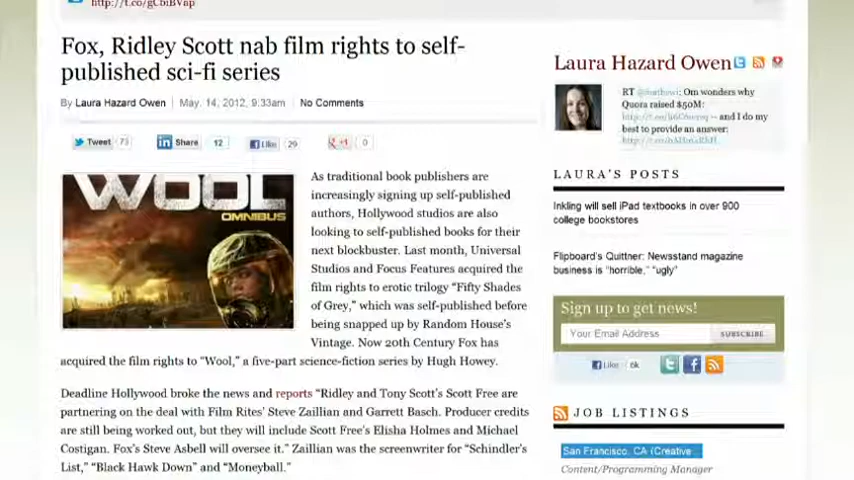 http://t.co/gCbiBVap
Fox, Ridley Scott nab film rights to self-
published sci-fi series
By Laura Hazard Owen | May. 14, 2012, 9:33am | No Comments
Tweet 73 Share 12 Like 29 +1 0
WOOL
OMNIBUS
As traditional book publishers are
increasingly signing up self-published
authors, Hollywood studios are also
looking to self-published books for their
next blockbuster. Last month, Universal
Studios and Focus Features acquired the
film rights to erotic trilogy “Fifty Shades
of Grey,” which was self-published before
being snapped up by Random House's
Vintage. Now 20th Century Fox has
acquired the film rights to “Wool,” a five-part science-fiction series by Hugh Howey.
Deadline Hollywood broke the news and reports “Ridley and Tony Scott's Scott Free are
partnering on the deal with Film Rites' Steve Zaillian and Garrett Basch. Producer credits
are still being worked out, but they will include Scott Free's Elisha Holmes and Michael
Costigan. Fox's Steve Asbell will oversee it.” Zaillian was the screenwriter for “Schindler's
List,” “Black Hawk Down” and “Moneyball.”
Laura Hazard Owen
RT Om wonders why
Quora raised $50M:
and I do my
best to provide an answer:
LAURA'S POSTS
Inkling will sell iPad textbooks in over 900
college bookstores
Flipboard's Quittner: Newsstand magazine
business is “horrible,” “ugly”
Sign up to get news!
Your Email Address SUBSCRIBE
Like 6k
JOB LISTINGS
San Francisco, CA (Creative
Content/Programming Manager